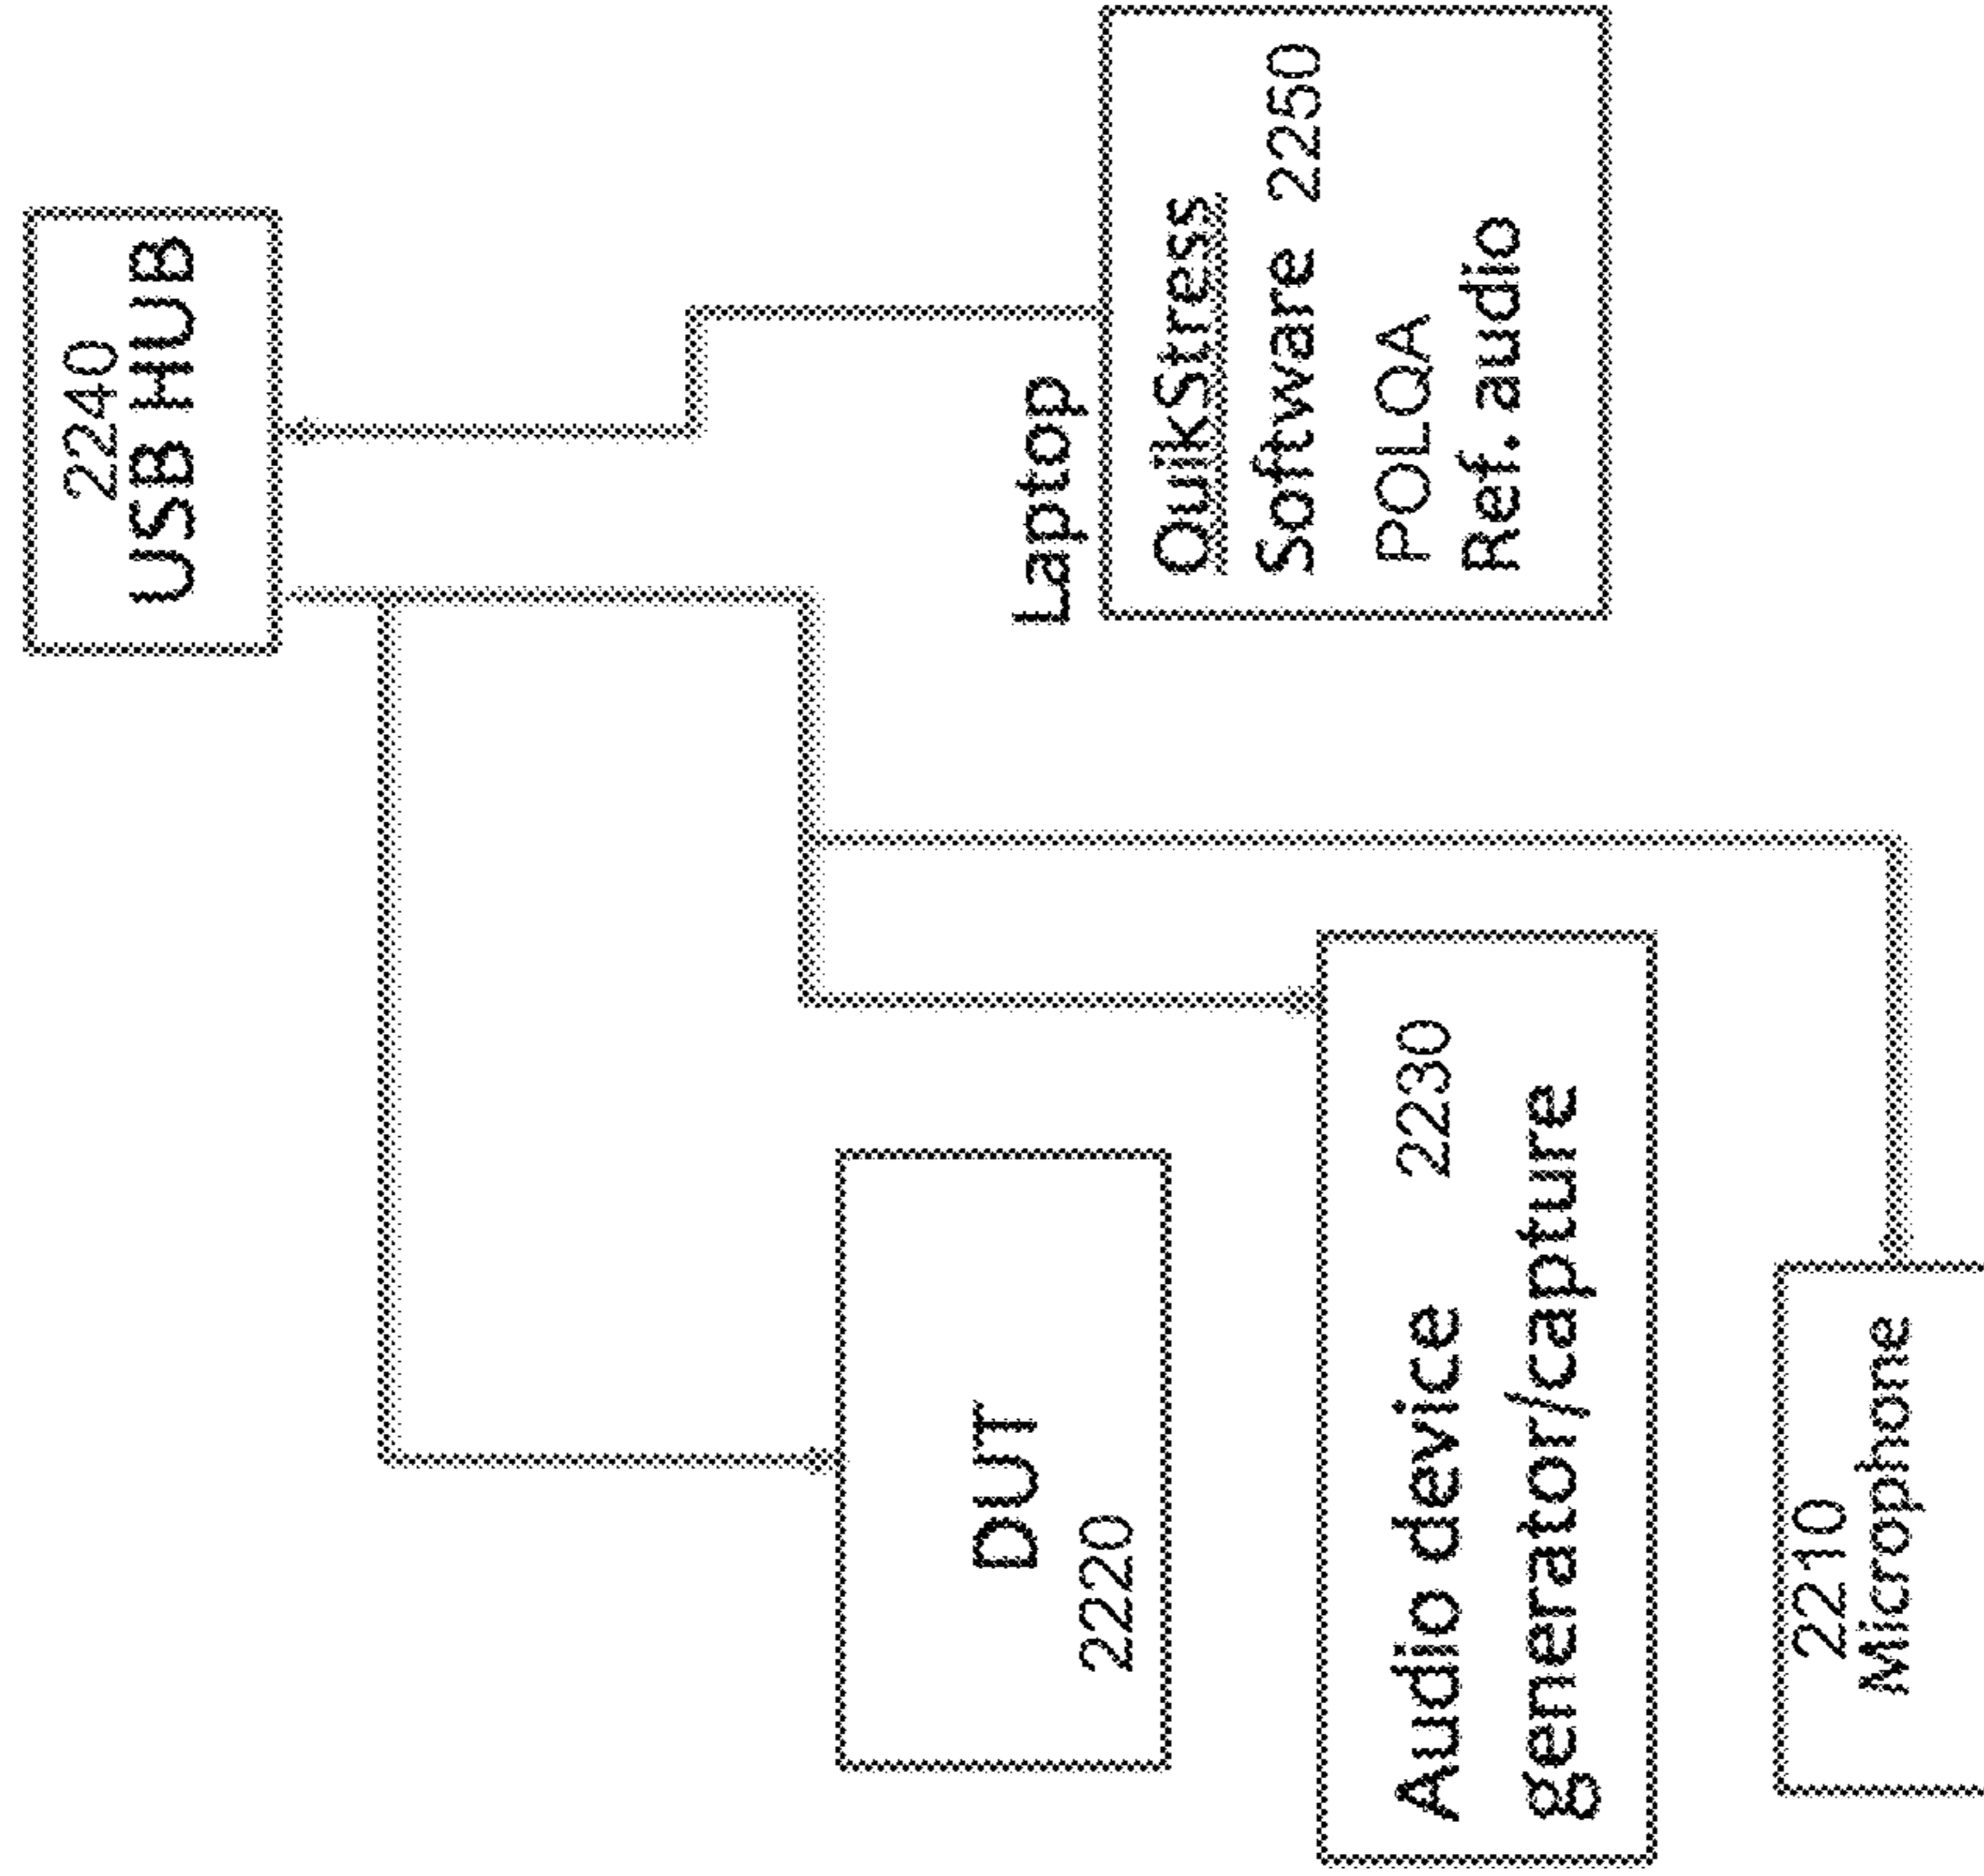 2240
USB HUB
DUT
2220
Laptop
QuikStress
Software 2250
POLQA
Ref. audio
Audio device 2230
generator/capture
2210
Microphone